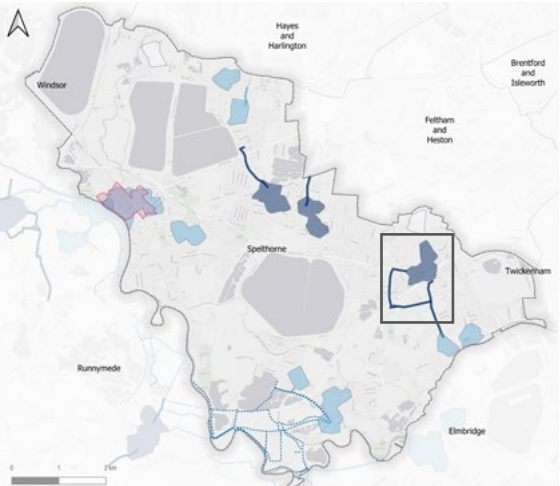 Hayes
and
Harlington
Windsor
Brentford
and
Isleworth
Feltham
and
Heston
Spelthorne
Twickenham
Runnymede
Elmbridge
0 1 2 km